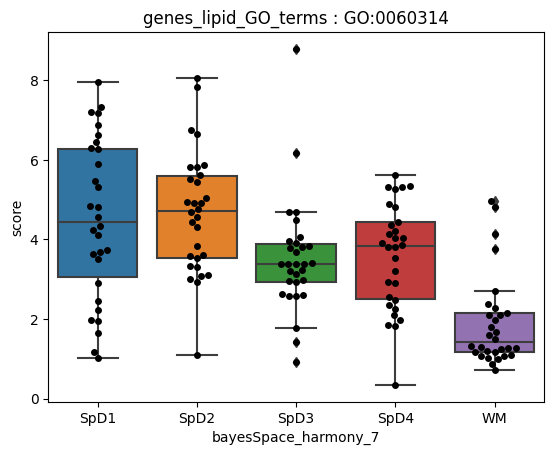 genes_lipid_GO_terms : GO:0060314
score
8
6
4
2
0
SpD1 SpD2 SpD3 SpD4 WM
bayesSpace_harmony_7